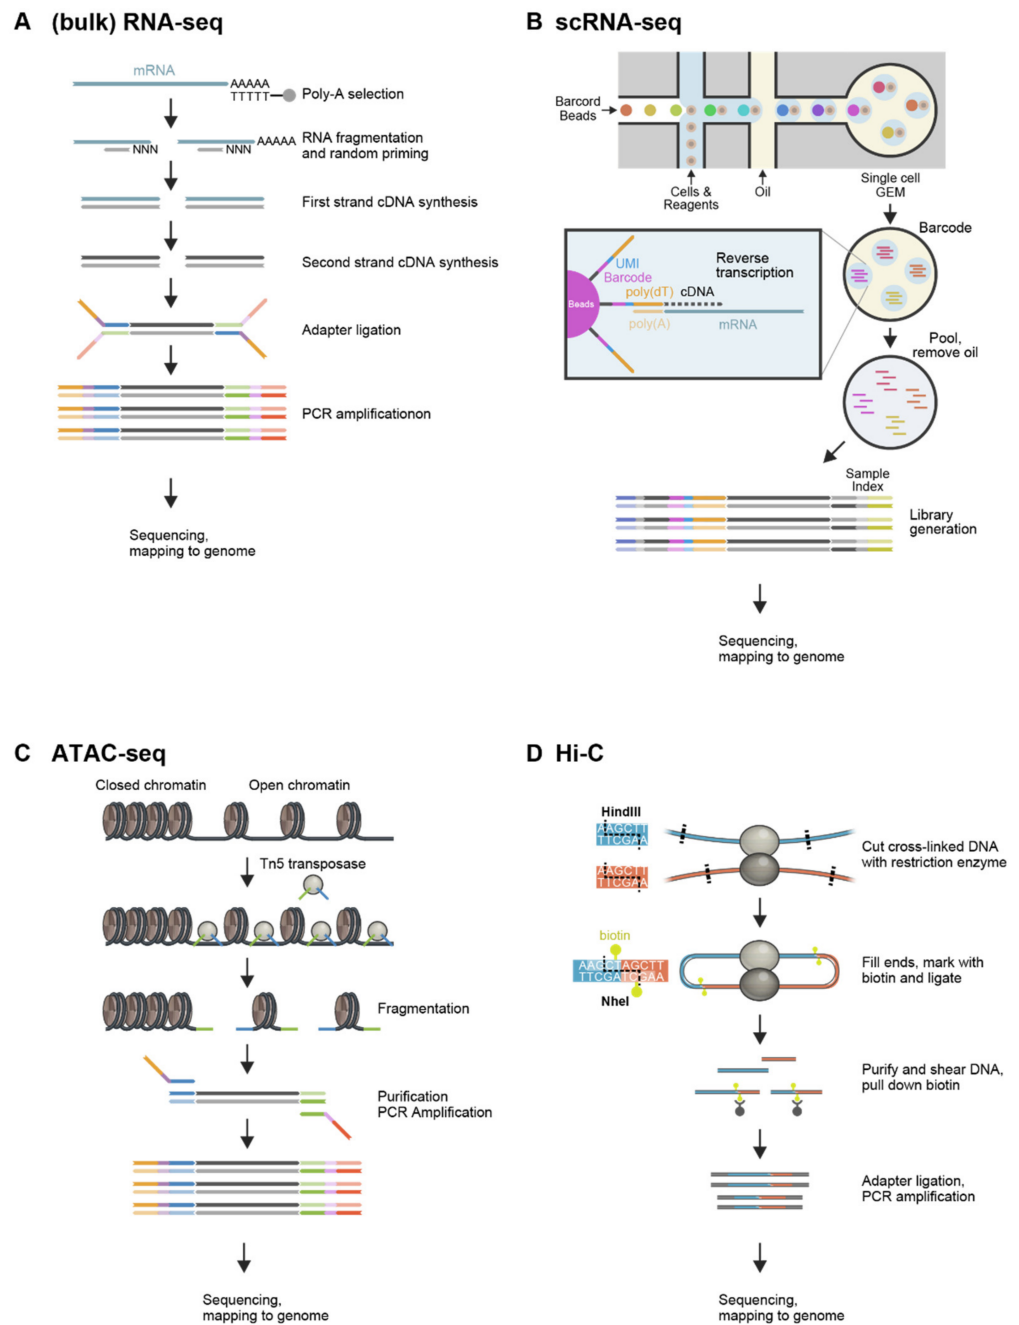 A (bulk) RNA-seq
mRNA
AAAAA
TTTTT
Poly-A selection
NNN
NNN
AAAAA
RNA fragmentation
and random priming
First strand cDNA synthesis
Second strand cDNA synthesis
Adapter ligation
PCR amplificationon
Sequencing,
mapping to genome
B scRNA-seq
Barcord
Beads
Cells &
Reagents
Oil
Single cell
GEM
Barcode
Beads
UMI
Barcode
poly(dT)
cDNA
poly(A)
mRNA
Reverse
transcription
Pool,
remove oil
Sample
Index
Library
generation
Sequencing,
mapping to genome
C ATAC-seq
Closed chromatin
Open chromatin
Tn5 transposase
Fragmentation
Purification
PCR Amplification
Sequencing,
mapping to genome
D Hi-C
HindIII
AAGCTT
TTCGAA
AAGCTT
TTCGAA
Cut cross-linked DNA
with restriction enzyme
biotin
AAGCTAGCTT
TTCGATCGAA
NheI
Fill ends, mark with
biotin and ligate
Purify and shear DNA,
pull down biotin
Adapter ligation,
PCR amplification
Sequencing,
mapping to genome